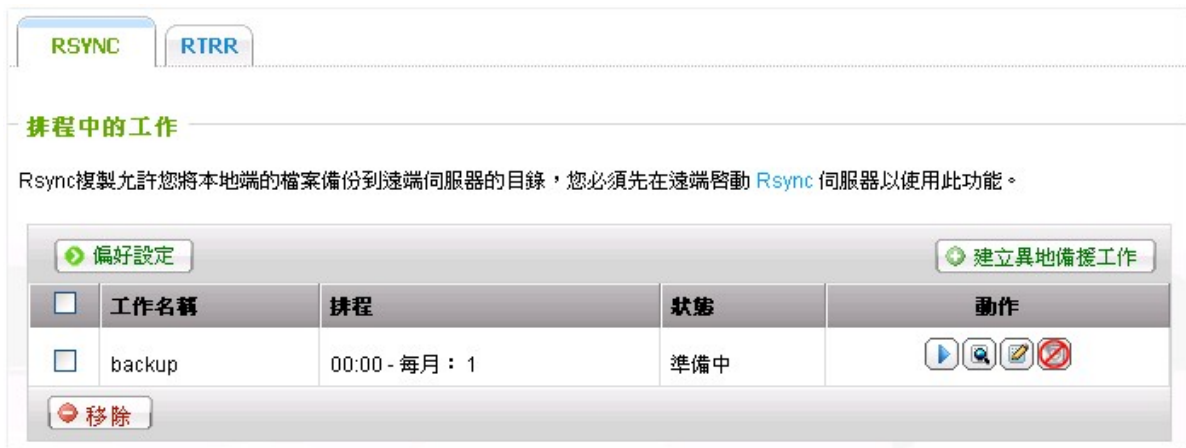 RSYNC RTRR
排程中的工作
Rsync複製允許您將本地端的檔案備份到遠端伺服器的目錄，您必須先在遠端啓動 Rsync 伺服器以使用此功能。
偏好設定 建立異地備援工作
工作名稱 排程 狀態 動作
backup 00:00 - 每月： 1 準備中
移除